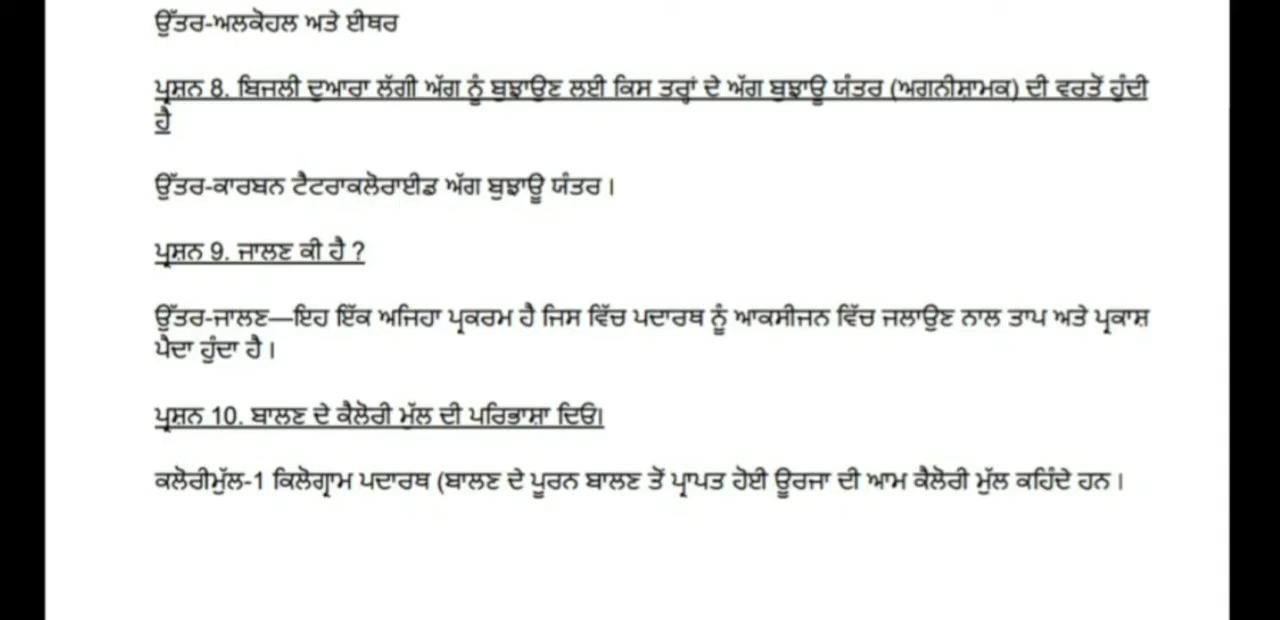 ਉੱਤਰ-ਅਲਕੋਹਲ ਅਤੇ ਈਥਰ
ਪ੍ਰਸ਼ਨ 8. ਬਿਜਲੀ ਦੁਆਰਾ ਲੱਗੀ ਅੱਗ ਨੂੰ ਬੁਝਾਉਣ ਲਈ ਕਿਸ ਤਰ੍ਹਾਂ ਦੇ ਅੱਗ ਬੁਝਾਊ ਯੰਤਰ (ਅਗਨੀਸ਼ਾਮਕ) ਦੀ ਵਰਤੋਂ ਹੁੰਦੀ
ਹੈ
ਉੱਤਰ-ਕਾਰਬਨ ਟੈਟਰਾਕਲੋਰਾਈਡ ਅੱਗ ਬੁਝਾਊ ਯੰਤਰ।
ਪ੍ਰਸ਼ਨ 9. ਜਾਲਣ ਕੀ ਹੈ ?
ਉੱਤਰ-ਜਾਲਣ—ਇਹ ਇੱਕ ਅਜਿਹਾ ਪ੍ਰਕਰਮ ਹੈ ਜਿਸ ਵਿੱਚ ਪਦਾਰਥ ਨੂੰ ਆਕਸੀਜਨ ਵਿੱਚ ਜਲਾਉਣ ਨਾਲ ਤਾਪ ਅਤੇ ਪ੍ਰਕਾਸ਼
ਪੈਦਾ ਹੁੰਦਾ ਹੈ।
ਪ੍ਰਸ਼ਨ 10. ਬਾਲਣ ਦੇ ਕੈਲੋਰੀ ਮੁੱਲ ਦੀ ਪਰਿਭਾਸ਼ਾ ਦਿਓ।
ਕਲੋਰੀਮੁੱਲ-1 ਕਿਲੋਗ੍ਰਾਮ ਪਦਾਰਥ (ਬਾਲਣ ਦੇ ਪੂਰਨ ਬਾਲਣ ਤੋਂ ਪ੍ਰਾਪਤ ਹੋਈ ਊਰਜਾ ਦੀ ਆਮ ਕੈਲੋਰੀ ਮੁੱਲ ਕਹਿੰਦੇ ਹਨ।